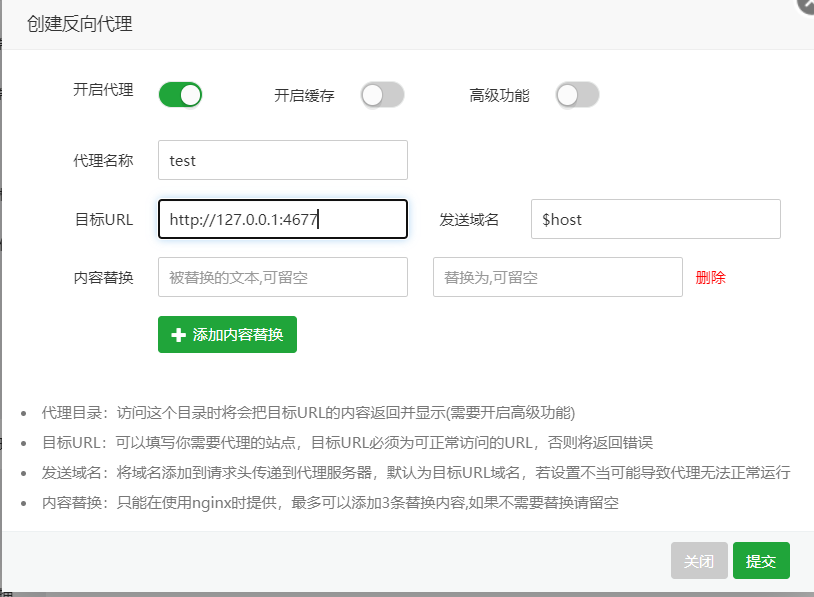 创建反向代理
开启代理 开启缓存 高级功能
代理名称 test
目标URL http://127.0.0.1:4677 发送域名 $host
内容替换 被替换的文本,可留空 替换为,可留空 删除
添加内容替换
代理目录：访问这个目录时将会把目标URL的内容返回并显示(需要开启高级功能)
目标URL：可以填写你需要代理的站点，目标URL必须为可正常访问的URL，否则将返回错误
发送域名：将域名添加到请求头传递到代理服务器，默认为目标URL域名，若设置不当可能导致代理无法正常运行
内容替换：只能在使用nginx时提供，最多可以添加3条替换内容,如果不需要替换请留空
关闭 提交